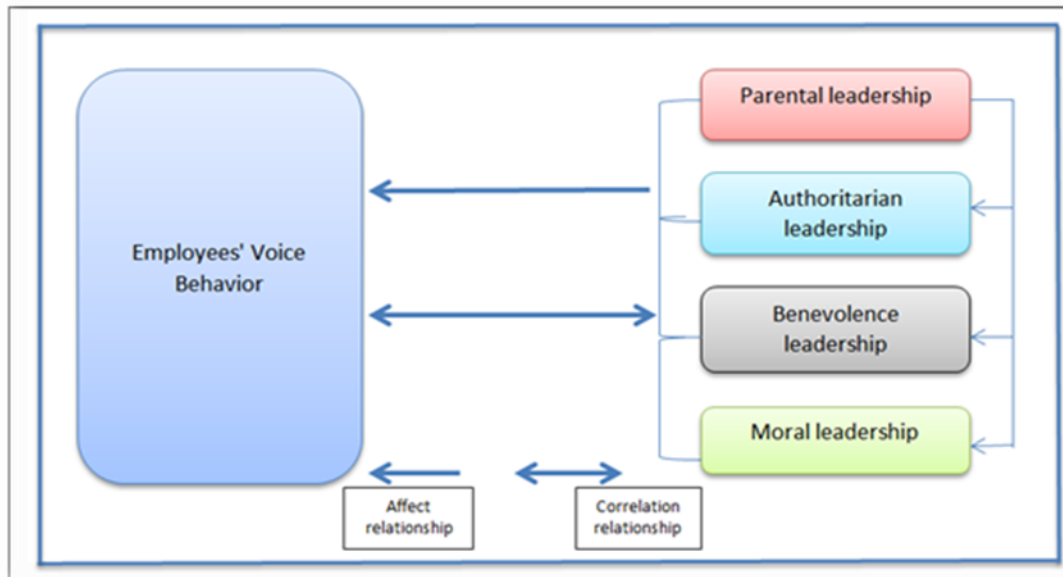 Parental leadership
Authoritarian
leadership
Employees' Voice
Behavior
Benevolence
leadership
Moral leadership
Affect
relationship
Correlation
relationship